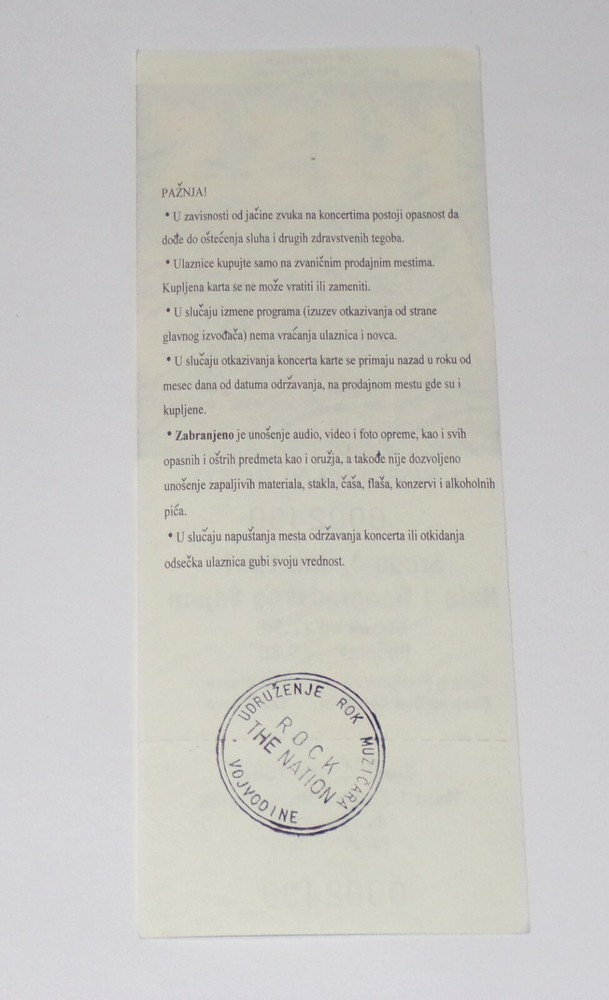 PAŽNJA!
• U zavisnosti od jačine zvuka na koncertima postoji opasnost da
dođe do oštećenja sluha i drugih zdravstvenih tegoba.
• Ulaznice kupujte samo na zvaničnim prodajnim mestima.
Kupljena karta se ne može vratiti ili zameniti.
• U slučaju izmene programa (izuzev otkazivanja od strane
glavnog izvođača) nema vraćanja ulaznica i novca.
• U slučaju otkazivanja koncerta karte se primaju nazad u roku od
mesec dana od datuma održavanja, na prodajnom mestu gde su i
kupljene.
• Zabranjeno je unošenje audio, video i foto opreme, kao i svih
opasnih i oštrih predmeta kao i oružja, a takođe nije dozvoljeno
unošenje zapaljivih materiala, stakla, čaša, flaša, konzervi i alkoholnih
pića.
• U slučaju napuštanja mesta održavanja koncerta ili otkidanja
odsečka ulaznica gubi svoju vrednost.
UDRUŽENJE ROK MUZIČARA
ROCK
THE NATION
VOJVODINE